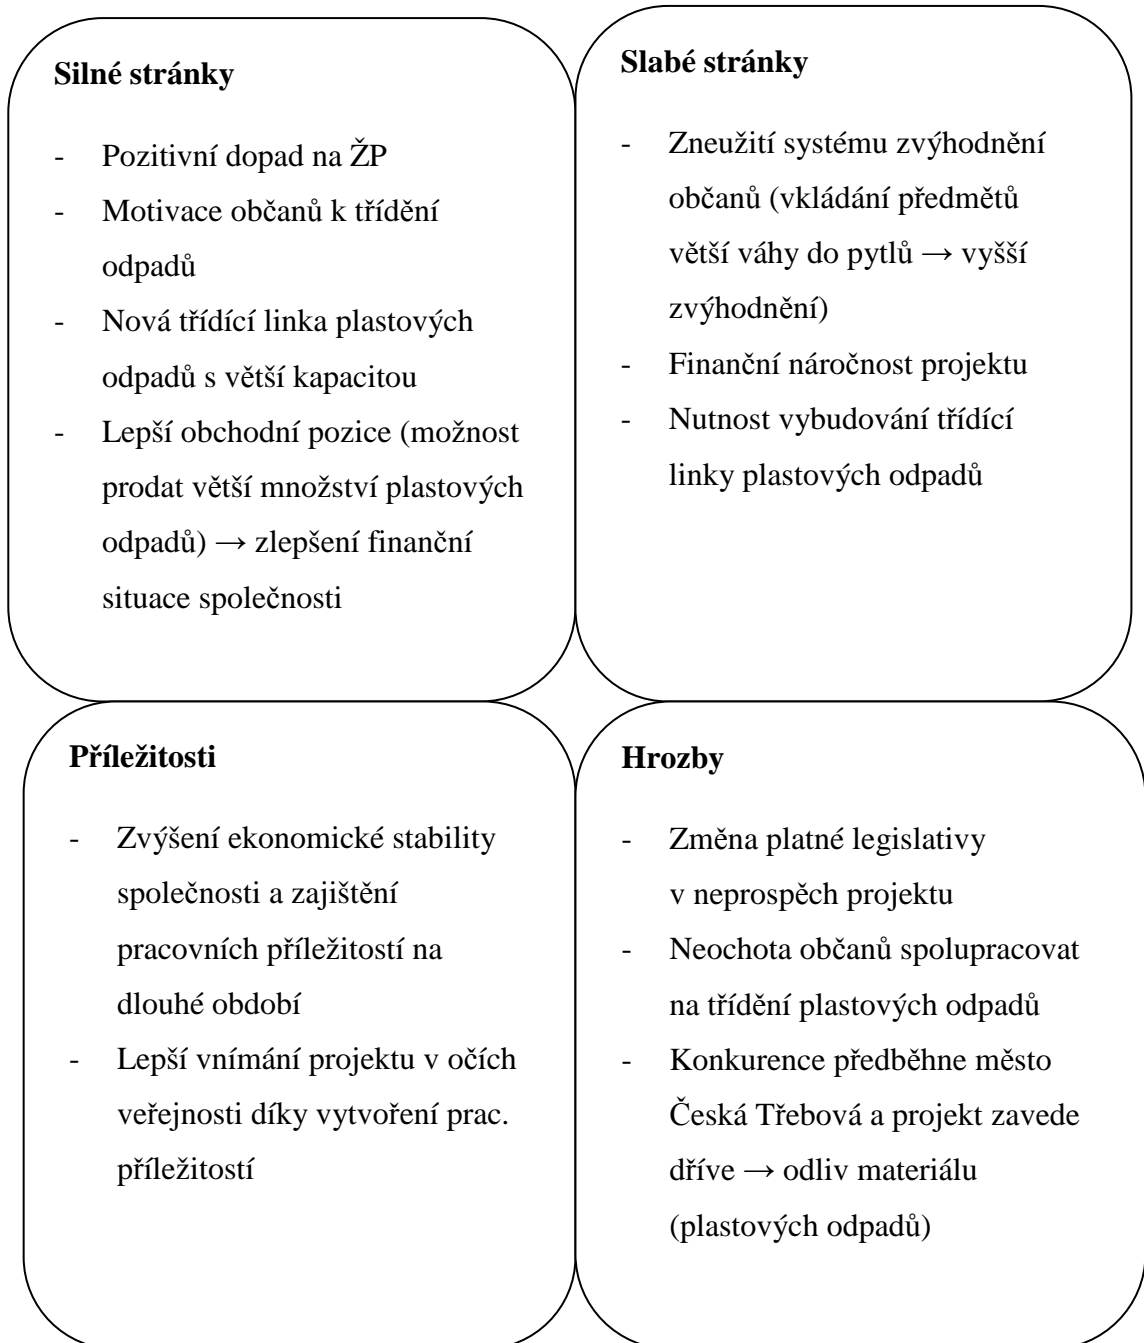 Silné stránky
- Pozitivní dopad na ŽP
- Motivace občanů k třídění
odpadů
- Nová třídící linka plastových
odpadů s větší kapacitou
- Lepší obchodní pozice (možnost
prodat větší množství plastových
odpadů) → zlepšení finanční
situace společnosti
Slabé stránky
- Zneužití systému zvýhodnění
občanů (vkládání předmětů
větší váhy do pytlů → vyšší
zvýhodnění)
- Finanční náročnost projektu
- Nutnost vybudování třídící
linky plastových odpadů
Příležitosti
- Zvýšení ekonomické stability
společnosti a zajištění
pracovních příležitostí na
dlouhé období
- Lepší vnímání projektu v očích
veřejnosti díky vytvoření prac.
příležitostí
Hrozby
- Změna platné legislativy
v neprospěch projektu
- Neochota občanů spolupracovat
na třídění plastových odpadů
- Konkurence předběhne město
Česká Třebová a projekt zavede
dříve → odliv materiálu
(plastových odpadů)